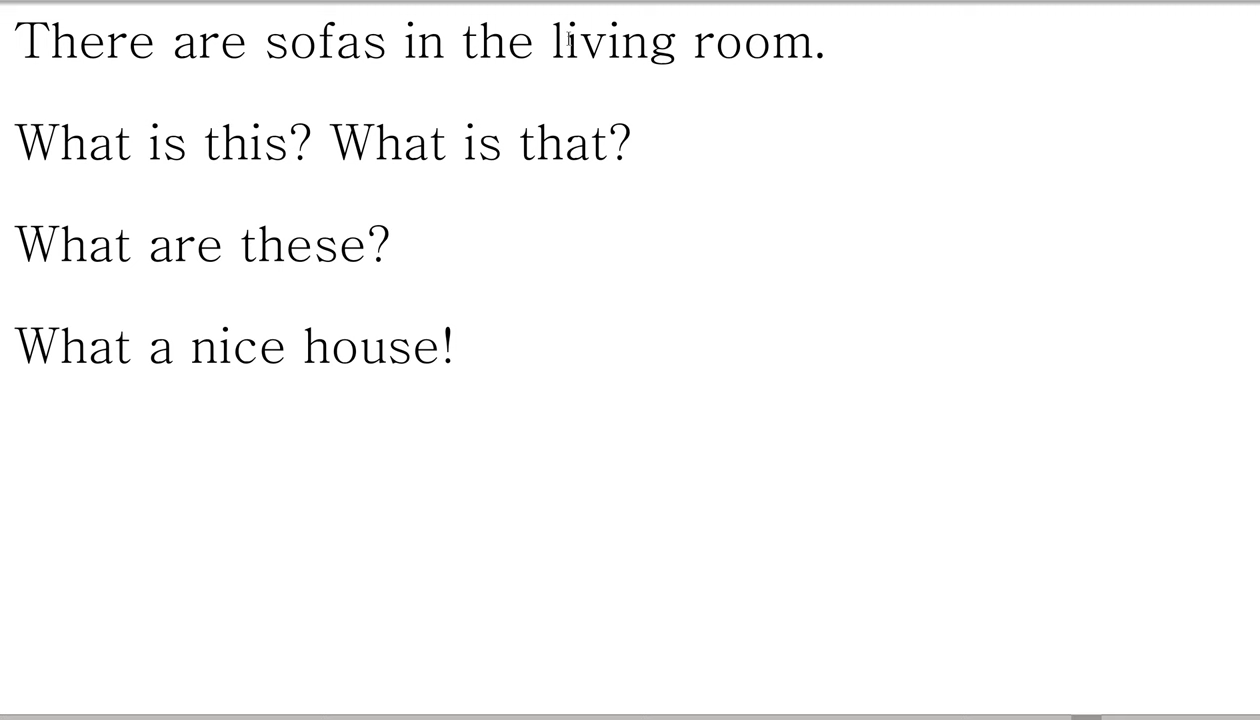 There are sofas in the living room.
What is this? What is that?
What are these?
What a nice house!